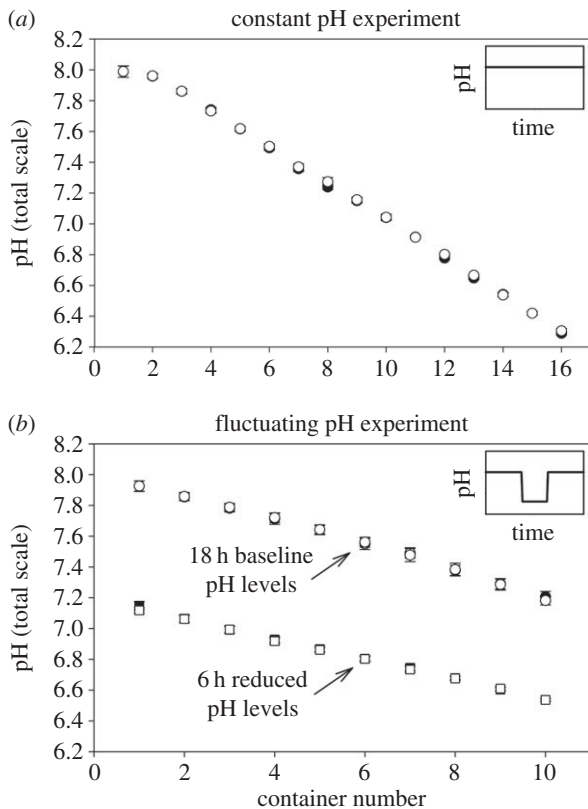 (a) constant pH experiment
8.2
8.0
7.8
7.6
7.4
7.2
7.0
6.8
6.6
6.4
6.2
pH (total scale)
0 2 4 6 8 10 12 14 16
pH
time
(b) fluctuating pH experiment
8.2
8.0
7.8
7.6
7.4
7.2
7.0
6.8
6.6
6.4
6.2
pH (total scale)
pH
time
18 h baseline
pH levels
6 h reduced
pH levels
0 2 4 6 8 10
container number